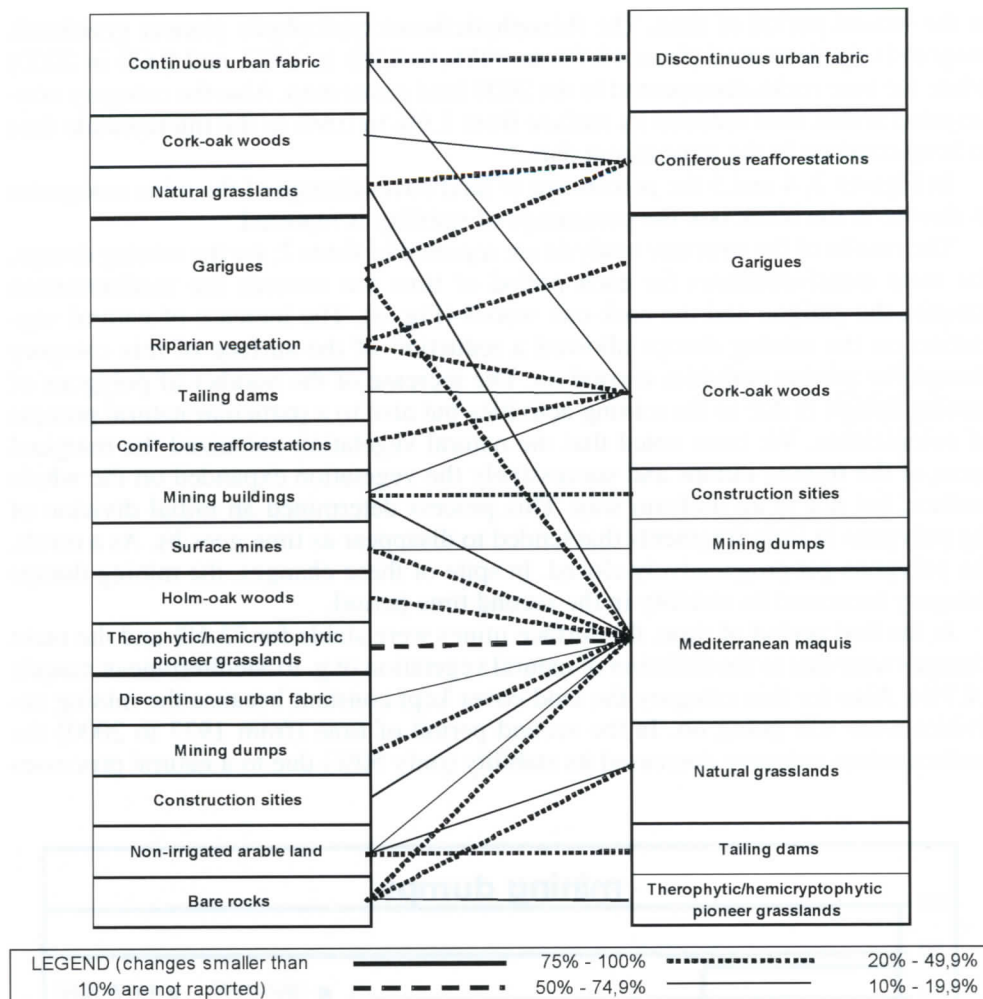 Continuous urban fabric
Cork-oak woods
Natural grasslands
Garigues
Riparian vegetation
Tailing dams
Coniferous reafforestations
Mining buildings
Surface mines
Holm-oak woods
Therophytic/hemicryptophytic
pioneer grasslands
Discontinuous urban fabric
Mining dumps
Construction sities
Non-irrigated arable land
Bare rocks
Discontinuous urban fabric
Coniferous reafforestations
Garigues
Cork-oak woods
Construction sities
Mining dumps
Mediterranean maquis
Natural grasslands
Tailing dams
Therophytic/hemicryptophytic
pioneer grasslands
LEGEND (changes smaller than
10% are not reported)
75% - 100%
50% - 74,9%
20% - 49,9%
10% - 19,9%